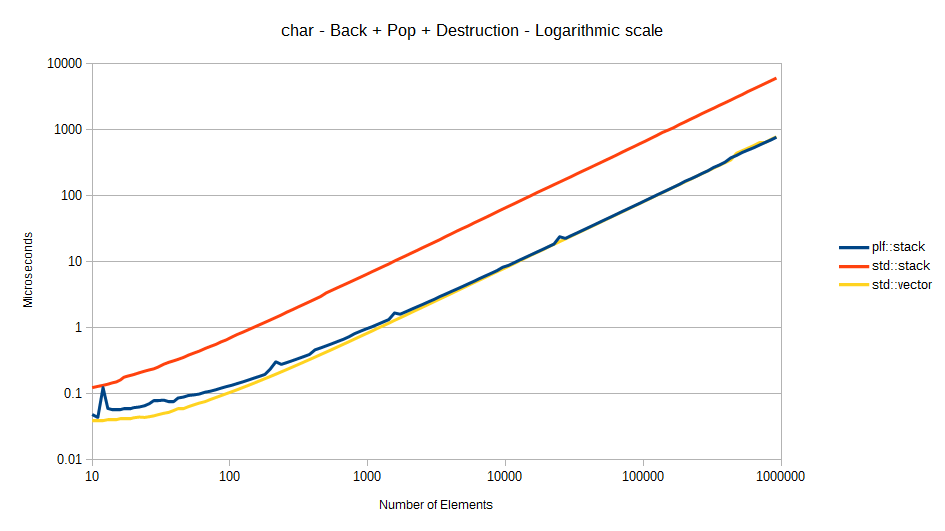 char - Back + Pop + Destruction - Logarithmic scale
10000
1000
100
10
1
0.1
0.01
Microseconds
10
100
1000
10000
100000
1000000
Number of Elements
plf::stack
std::stack
std::vector